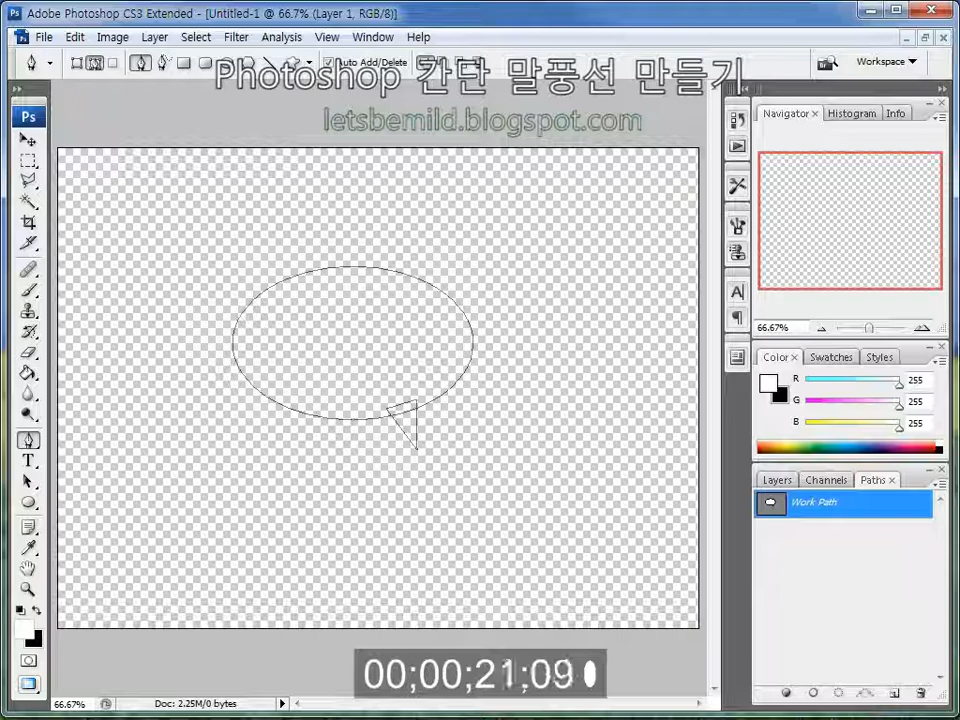 Ps Adobe Photoshop CS3 Extended - [Untitled-1 @ 66.7% (Layer 1, RGB/8)]
File Edit Image Layer Select Filter Analysis View Window Help
Auto Add/Delete Workspace
Photoshop 간단 말풍선 만들기
letsbemild.blogspot.com
Ps
Navigator Histogram Info
66.67%
Color Swatches Styles
R 255
G 255
B 255
Layers Channels Paths
Work Path
00;00;21;09
66.67% Doc: 2.25M/0 bytes